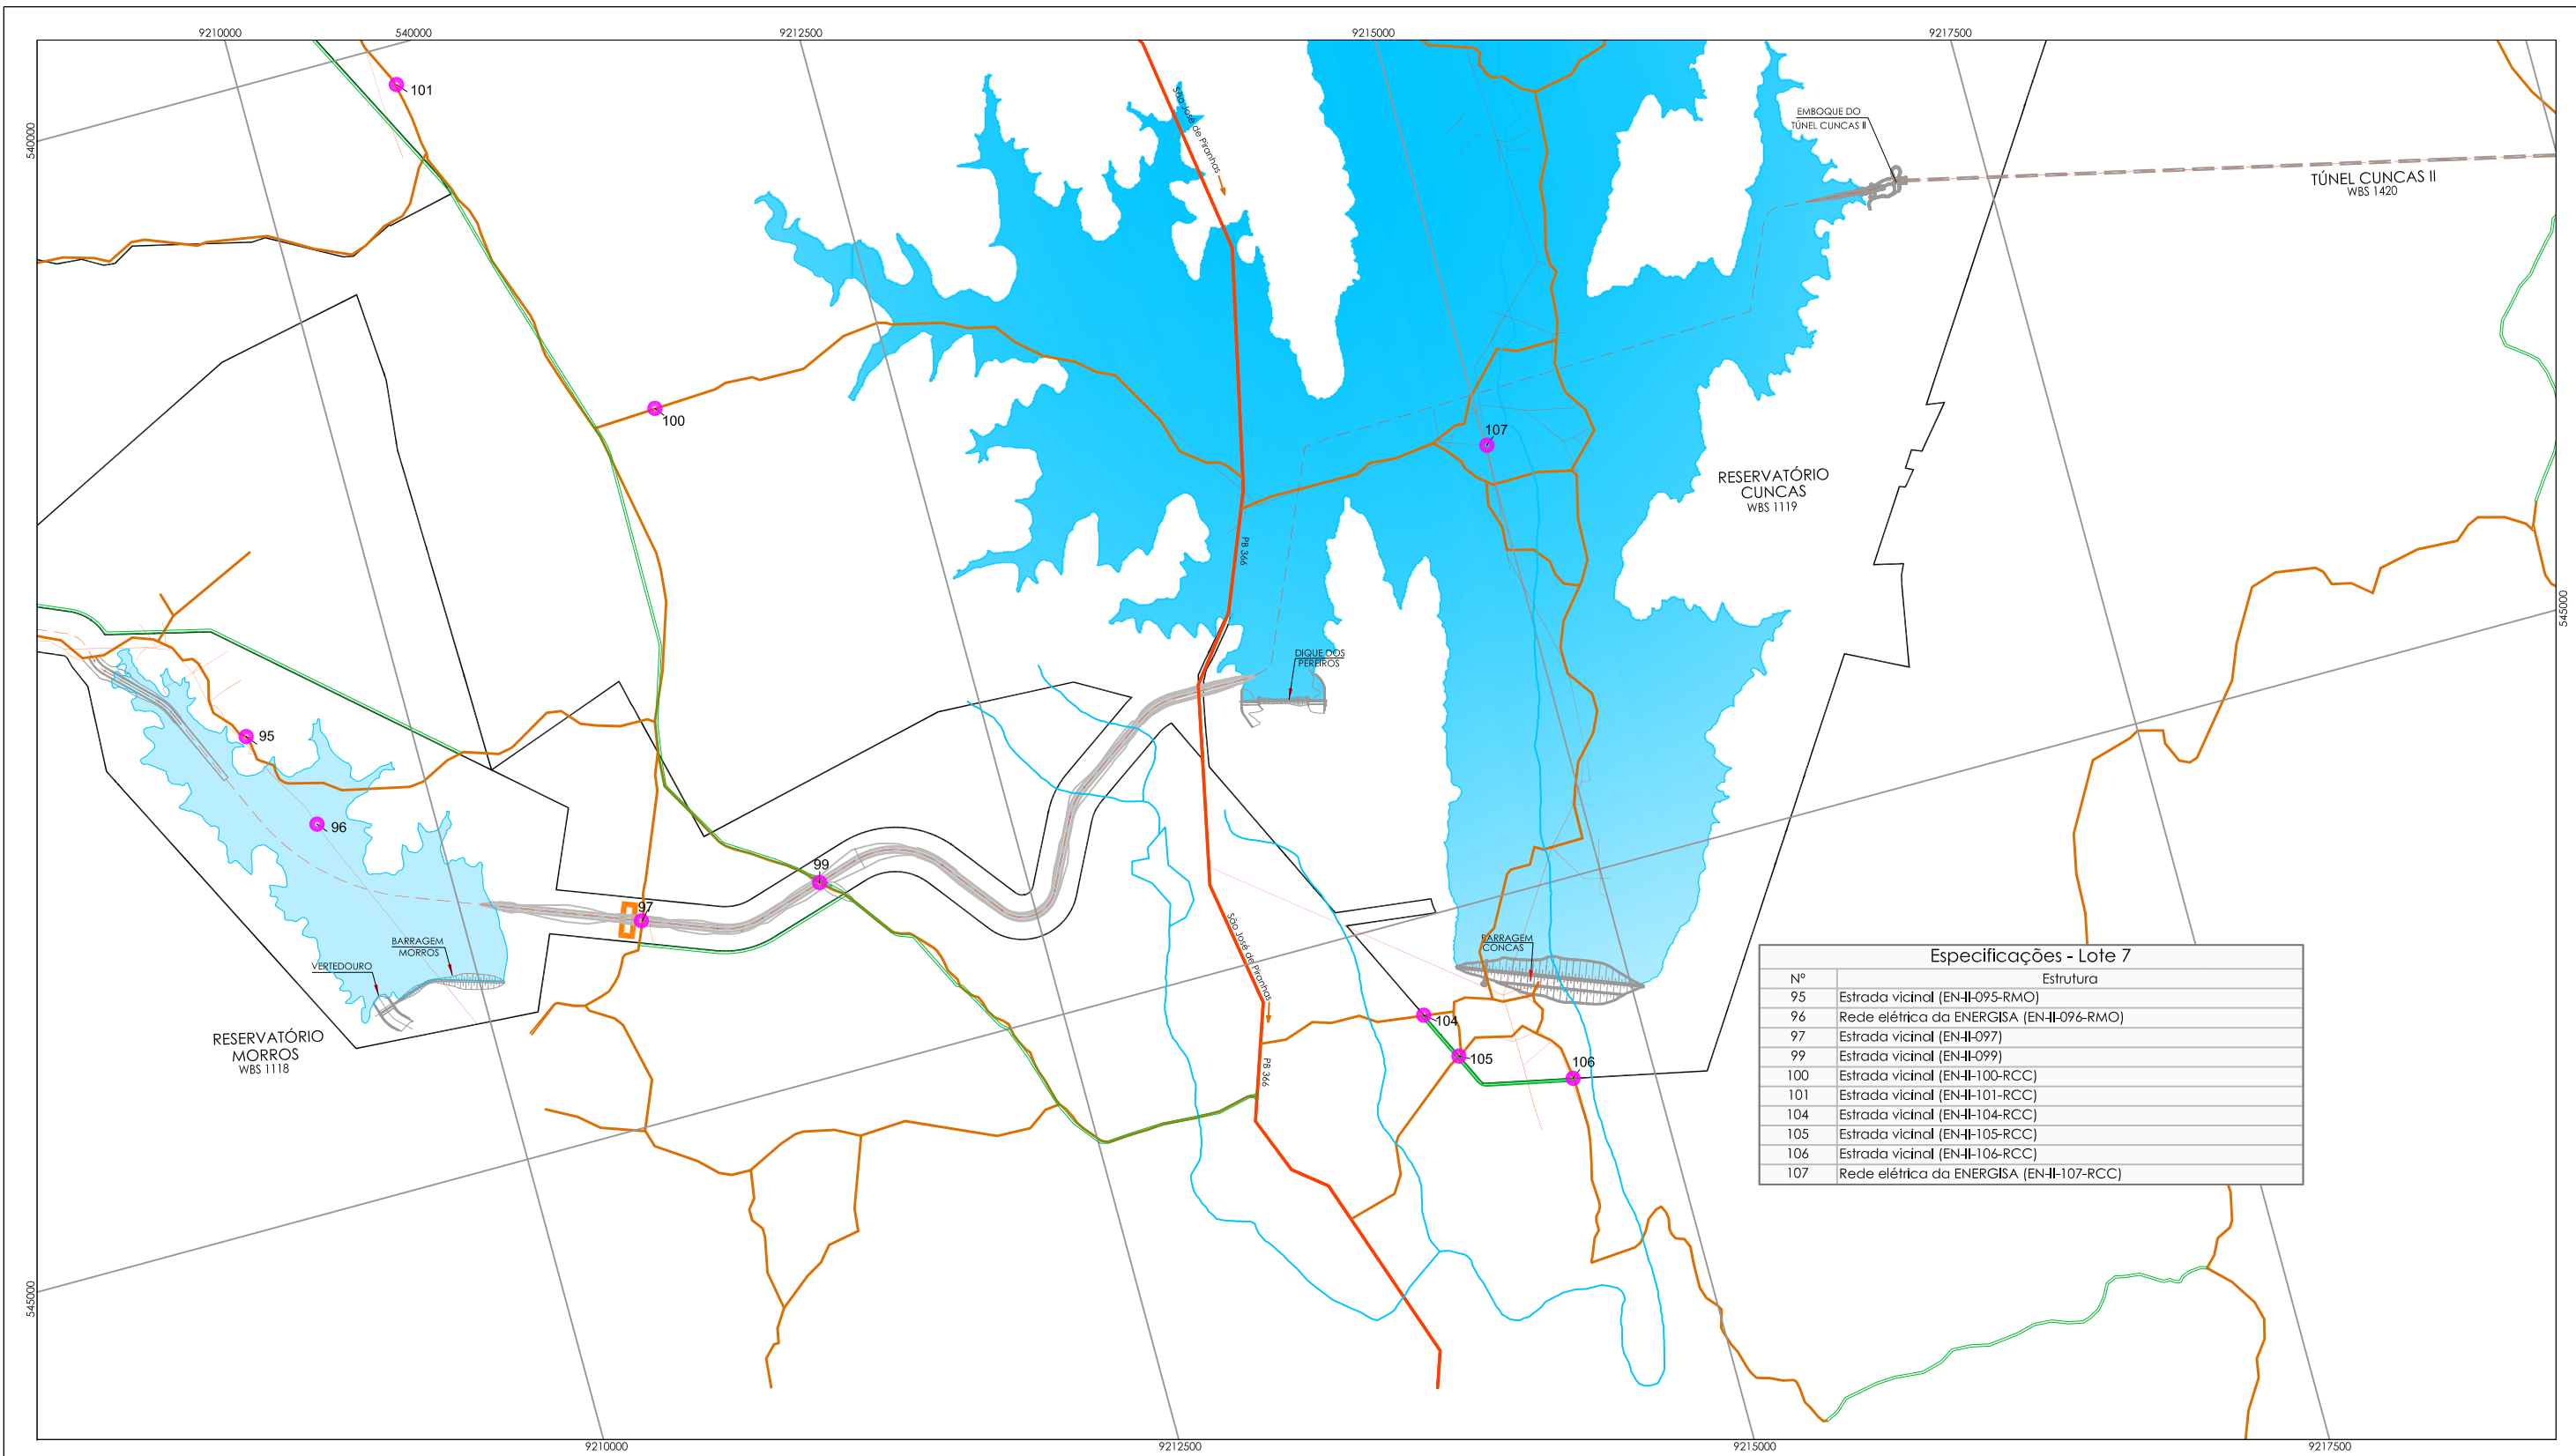 9210000
540000
9212500
9215000
9217500
540000
101
São José de Piranhas
EMBOQUE DO
TÚNEL CUNCAS II
TÚNEL CUNCAS II
WBS 1420
100
107
RESERVATÓRIO
CUNCAS
WBS 1119
PB 366
545000
DIQUE DOS
PEREIROS
95
96
99
97
BARRAGEM
MORROS
VERTEDOURO
São José de Piranhas
BARRAGEM
CONCAS
RESERVATÓRIO
MORROS
WBS 1118
104
105
106
PB 366
Especificações - Lote 7
Nº Estrutura
95 Estrada vicinal (EN-II-095-RMO)
96 Rede elétrica da ENERGISA (EN-II-096-RMO)
97 Estrada vicinal (EN-II-097)
99 Estrada vicinal (EN-II-099)
100 Estrada vicinal (EN-II-100-RCC)
101 Estrada vicinal (EN-II-101-RCC)
104 Estrada vicinal (EN-II-104-RCC)
105 Estrada vicinal (EN-II-105-RCC)
106 Estrada vicinal (EN-II-106-RCC)
107 Rede elétrica da ENERGISA (EN-II-107-RCC)
545000
9210000
9212500
9215000
9217500